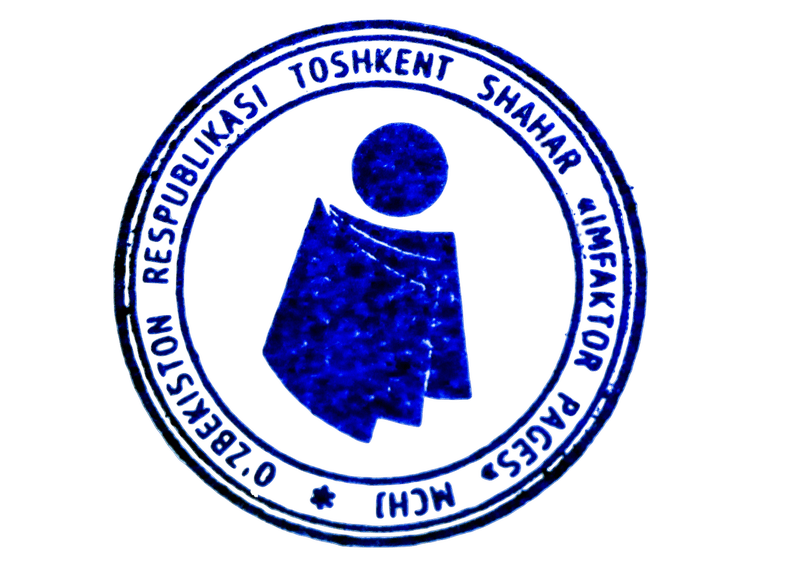 O'ZBEKISTON RESPUBLIKASI TOSHKENT SHAHAR «IMFAKTOR PAGES» MCHJ *